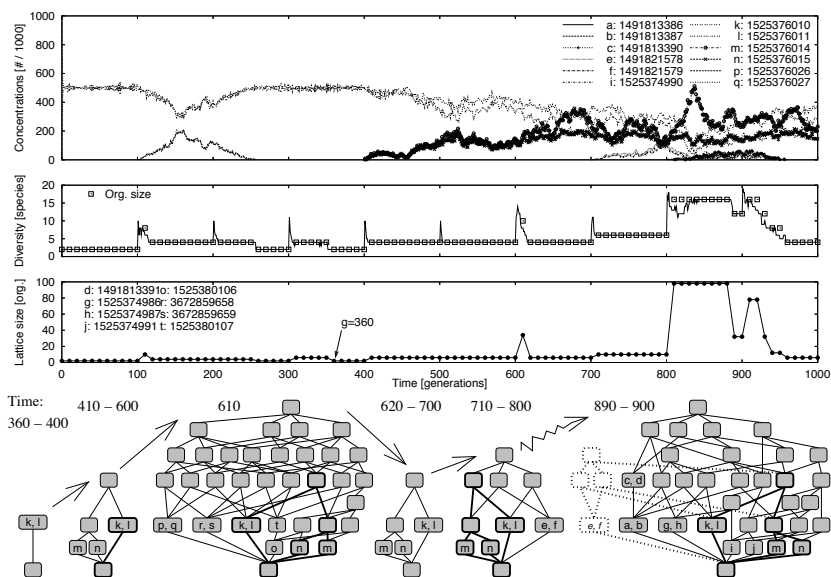 1000
800
600
400
200
0
Concentrations [# / 1000]
a: 1491813386
b: 1491813387
c: 1491813390
e: 1491821578
f: 1491821579
i: 1525374990
k: 1525376010
l: 1525376011
m: 1525376014
n: 1525376015
p: 1525376026
q: 1525376027
20
15
10
5
0
Diversity [species]
Org. size
100
80
60
40
20
0
Lattice size [org.]
d: 1491813391o: 1525380106
g: 1525374986r: 3672859658
h: 1525374987s: 3672859659
j: 1525374991 t: 1525380107
g=360
0 100 200 300 400 500 600 700 800 900 1000
Time [generations]
Time:
360 – 400
410 – 600
610
620 – 700
710 – 800
890 – 900
k, l
k, l
m n
p, q r, s k, l t
o n m
k, l
m n
k, l e, f
m n
c, d
e, f a, b g, h k, l
i j m n